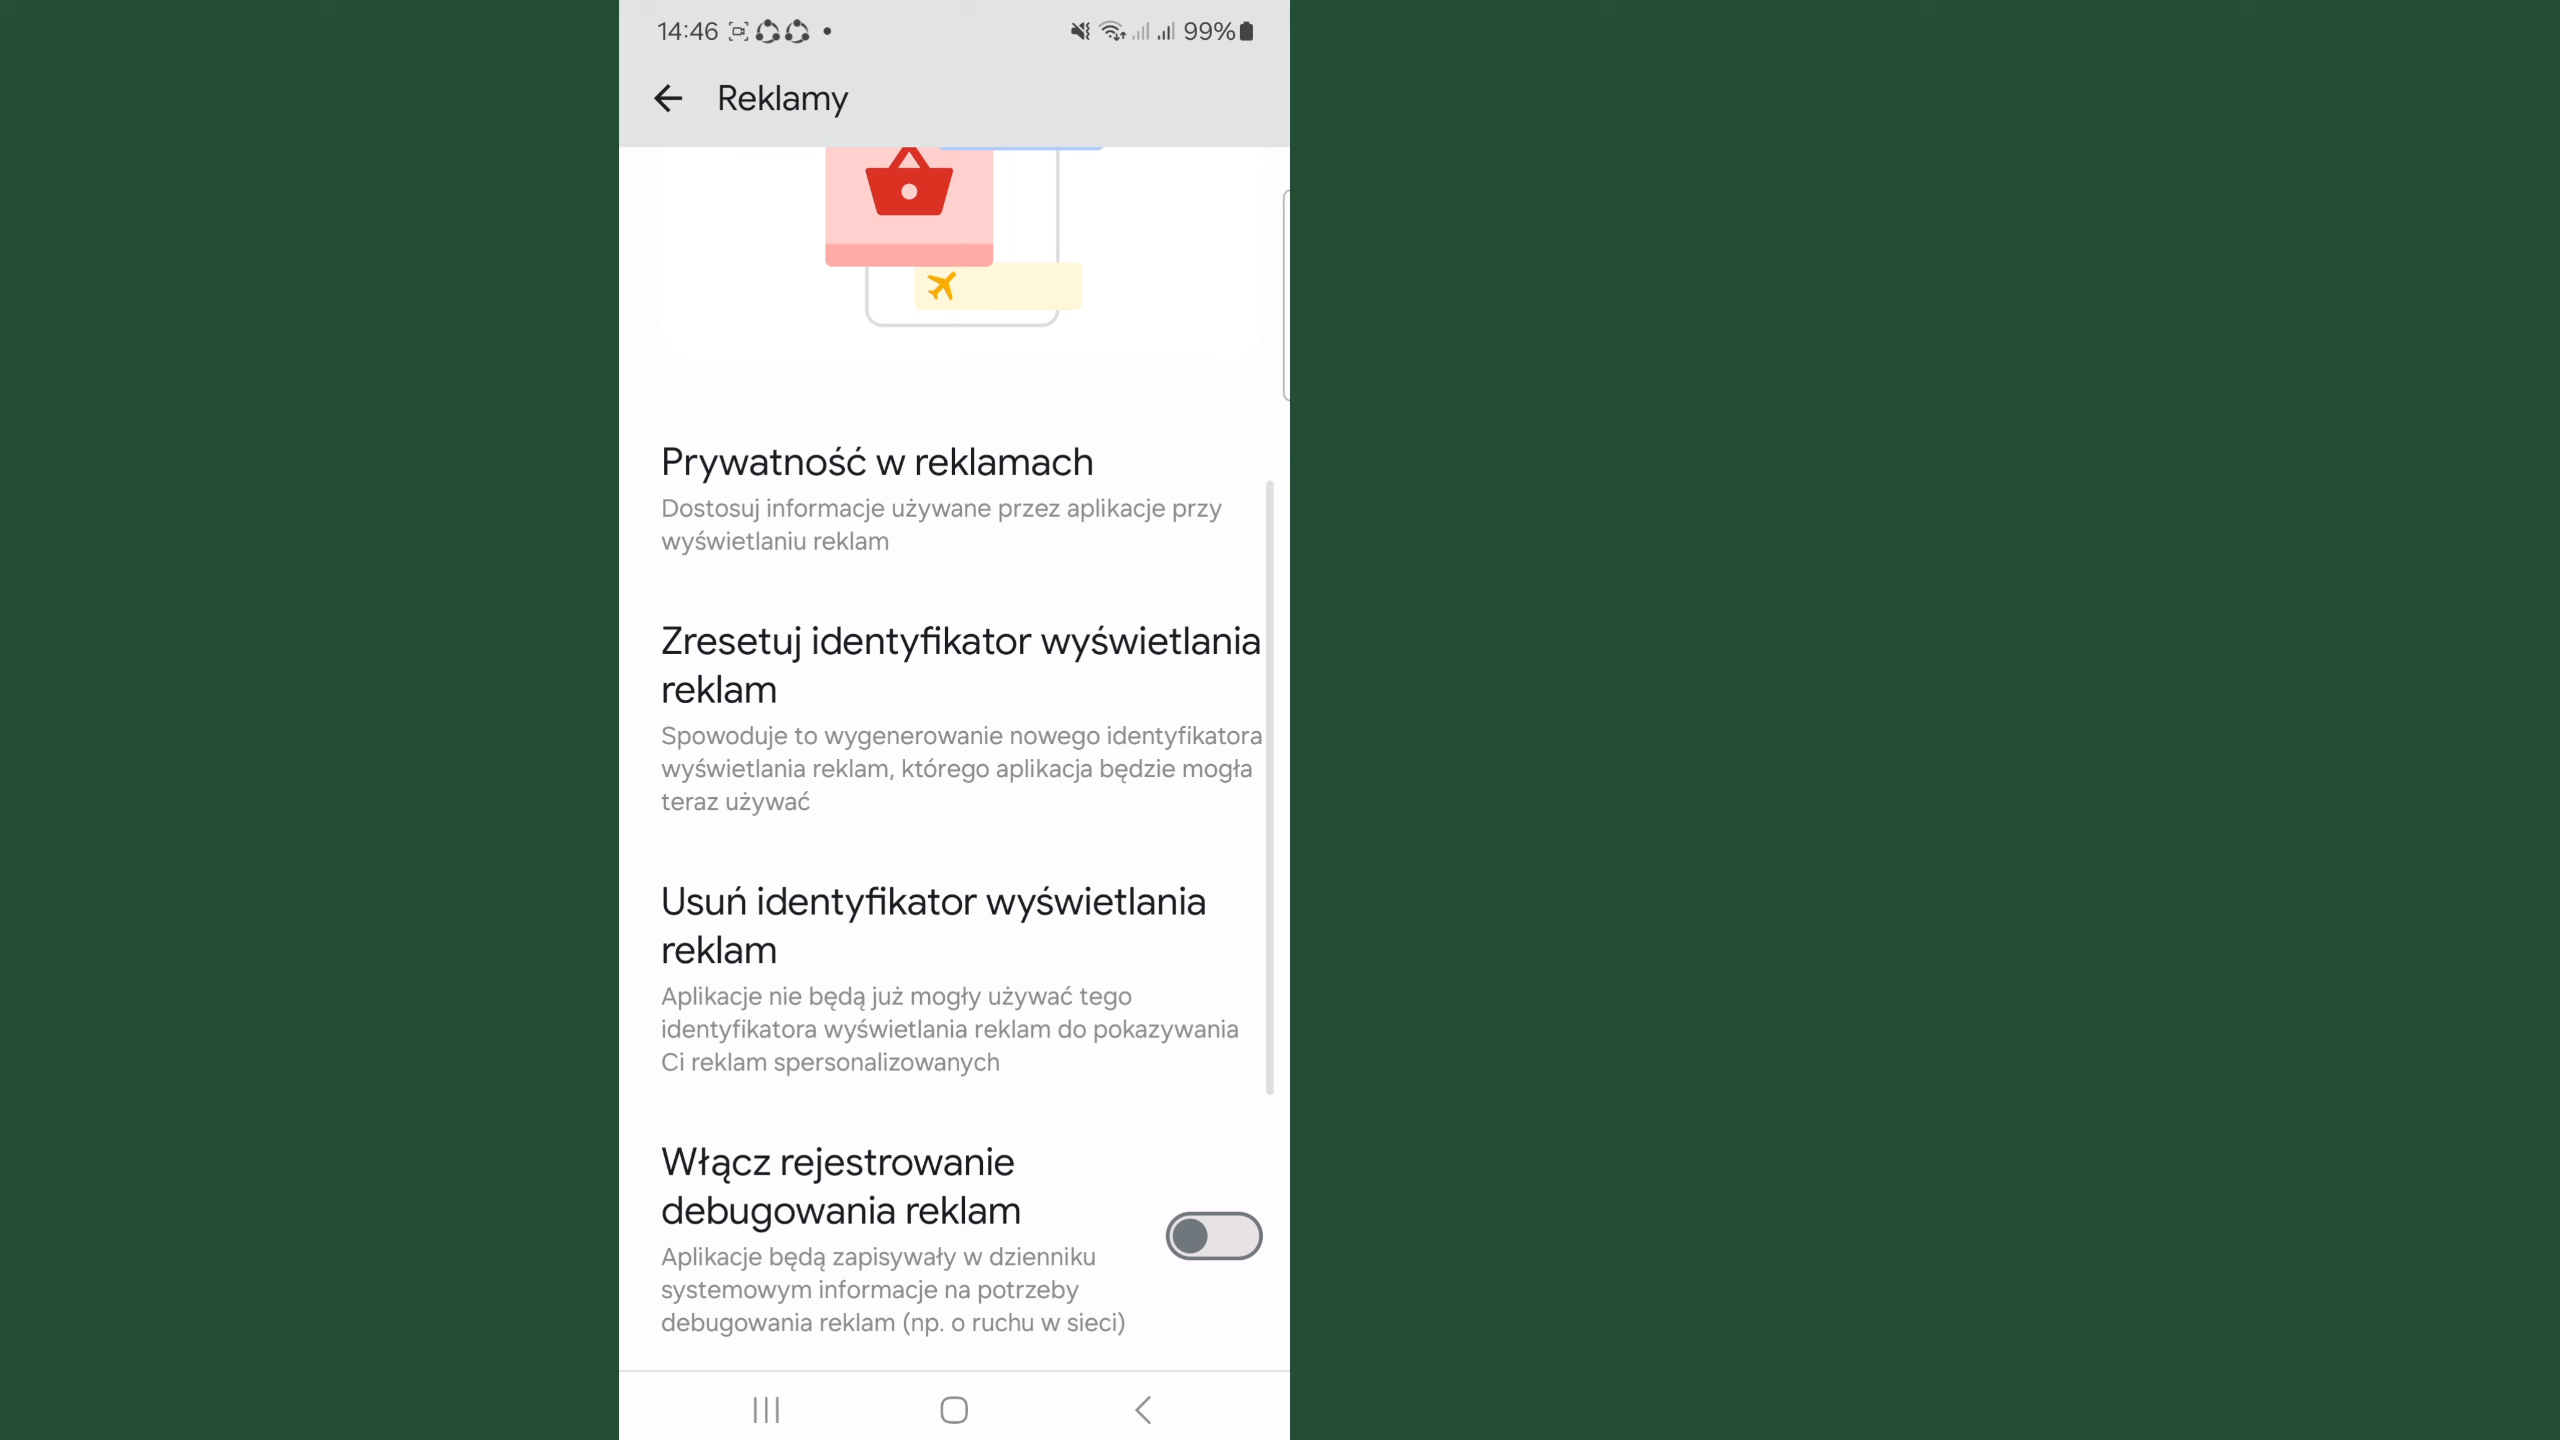 14:46
99%
Reklamy
Prywatność w reklamach
Dostosuj informacje używane przez aplikacje przy
wyświetlaniu reklam
Zresetuj identyfikator wyświetlania
reklam
Spowoduje to wygenerowanie nowego identyfikatora
wyświetlania reklam, którego aplikacja będzie mogła
teraz używać
Usuń identyfikator wyświetlania
reklam
Aplikacje nie będą już mogły używać tego
identyfikatora wyświetlania reklam do pokazywania
Ci reklam spersonalizowanych
Włącz rejestrowanie
debugowania reklam
Aplikacje będą zapisywały w dzienniku
systemowym informacje na potrzeby
debugowania reklam (np. o ruchu w sieci)